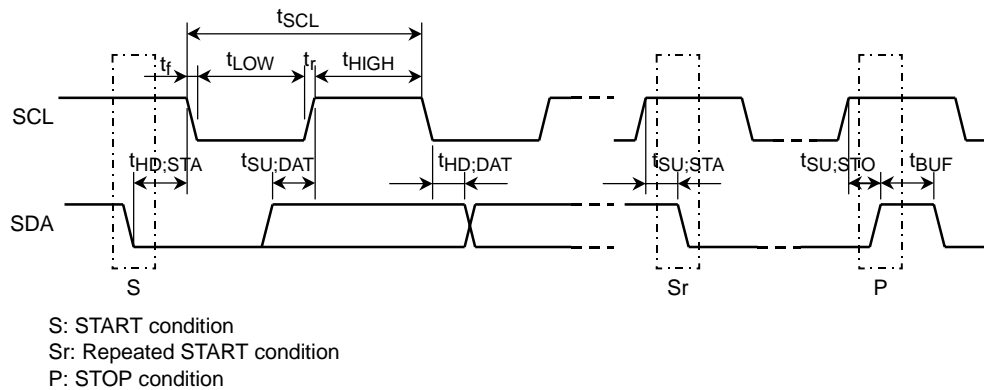 tSCL
tf tLOW tr tHIGH
SCL
tHD;STA tSU;DAT tHD;DAT tSU;STA tSU;STO tBUF
SDA
S Sr P
S: START condition
Sr: Repeated START condition
P: STOP condition